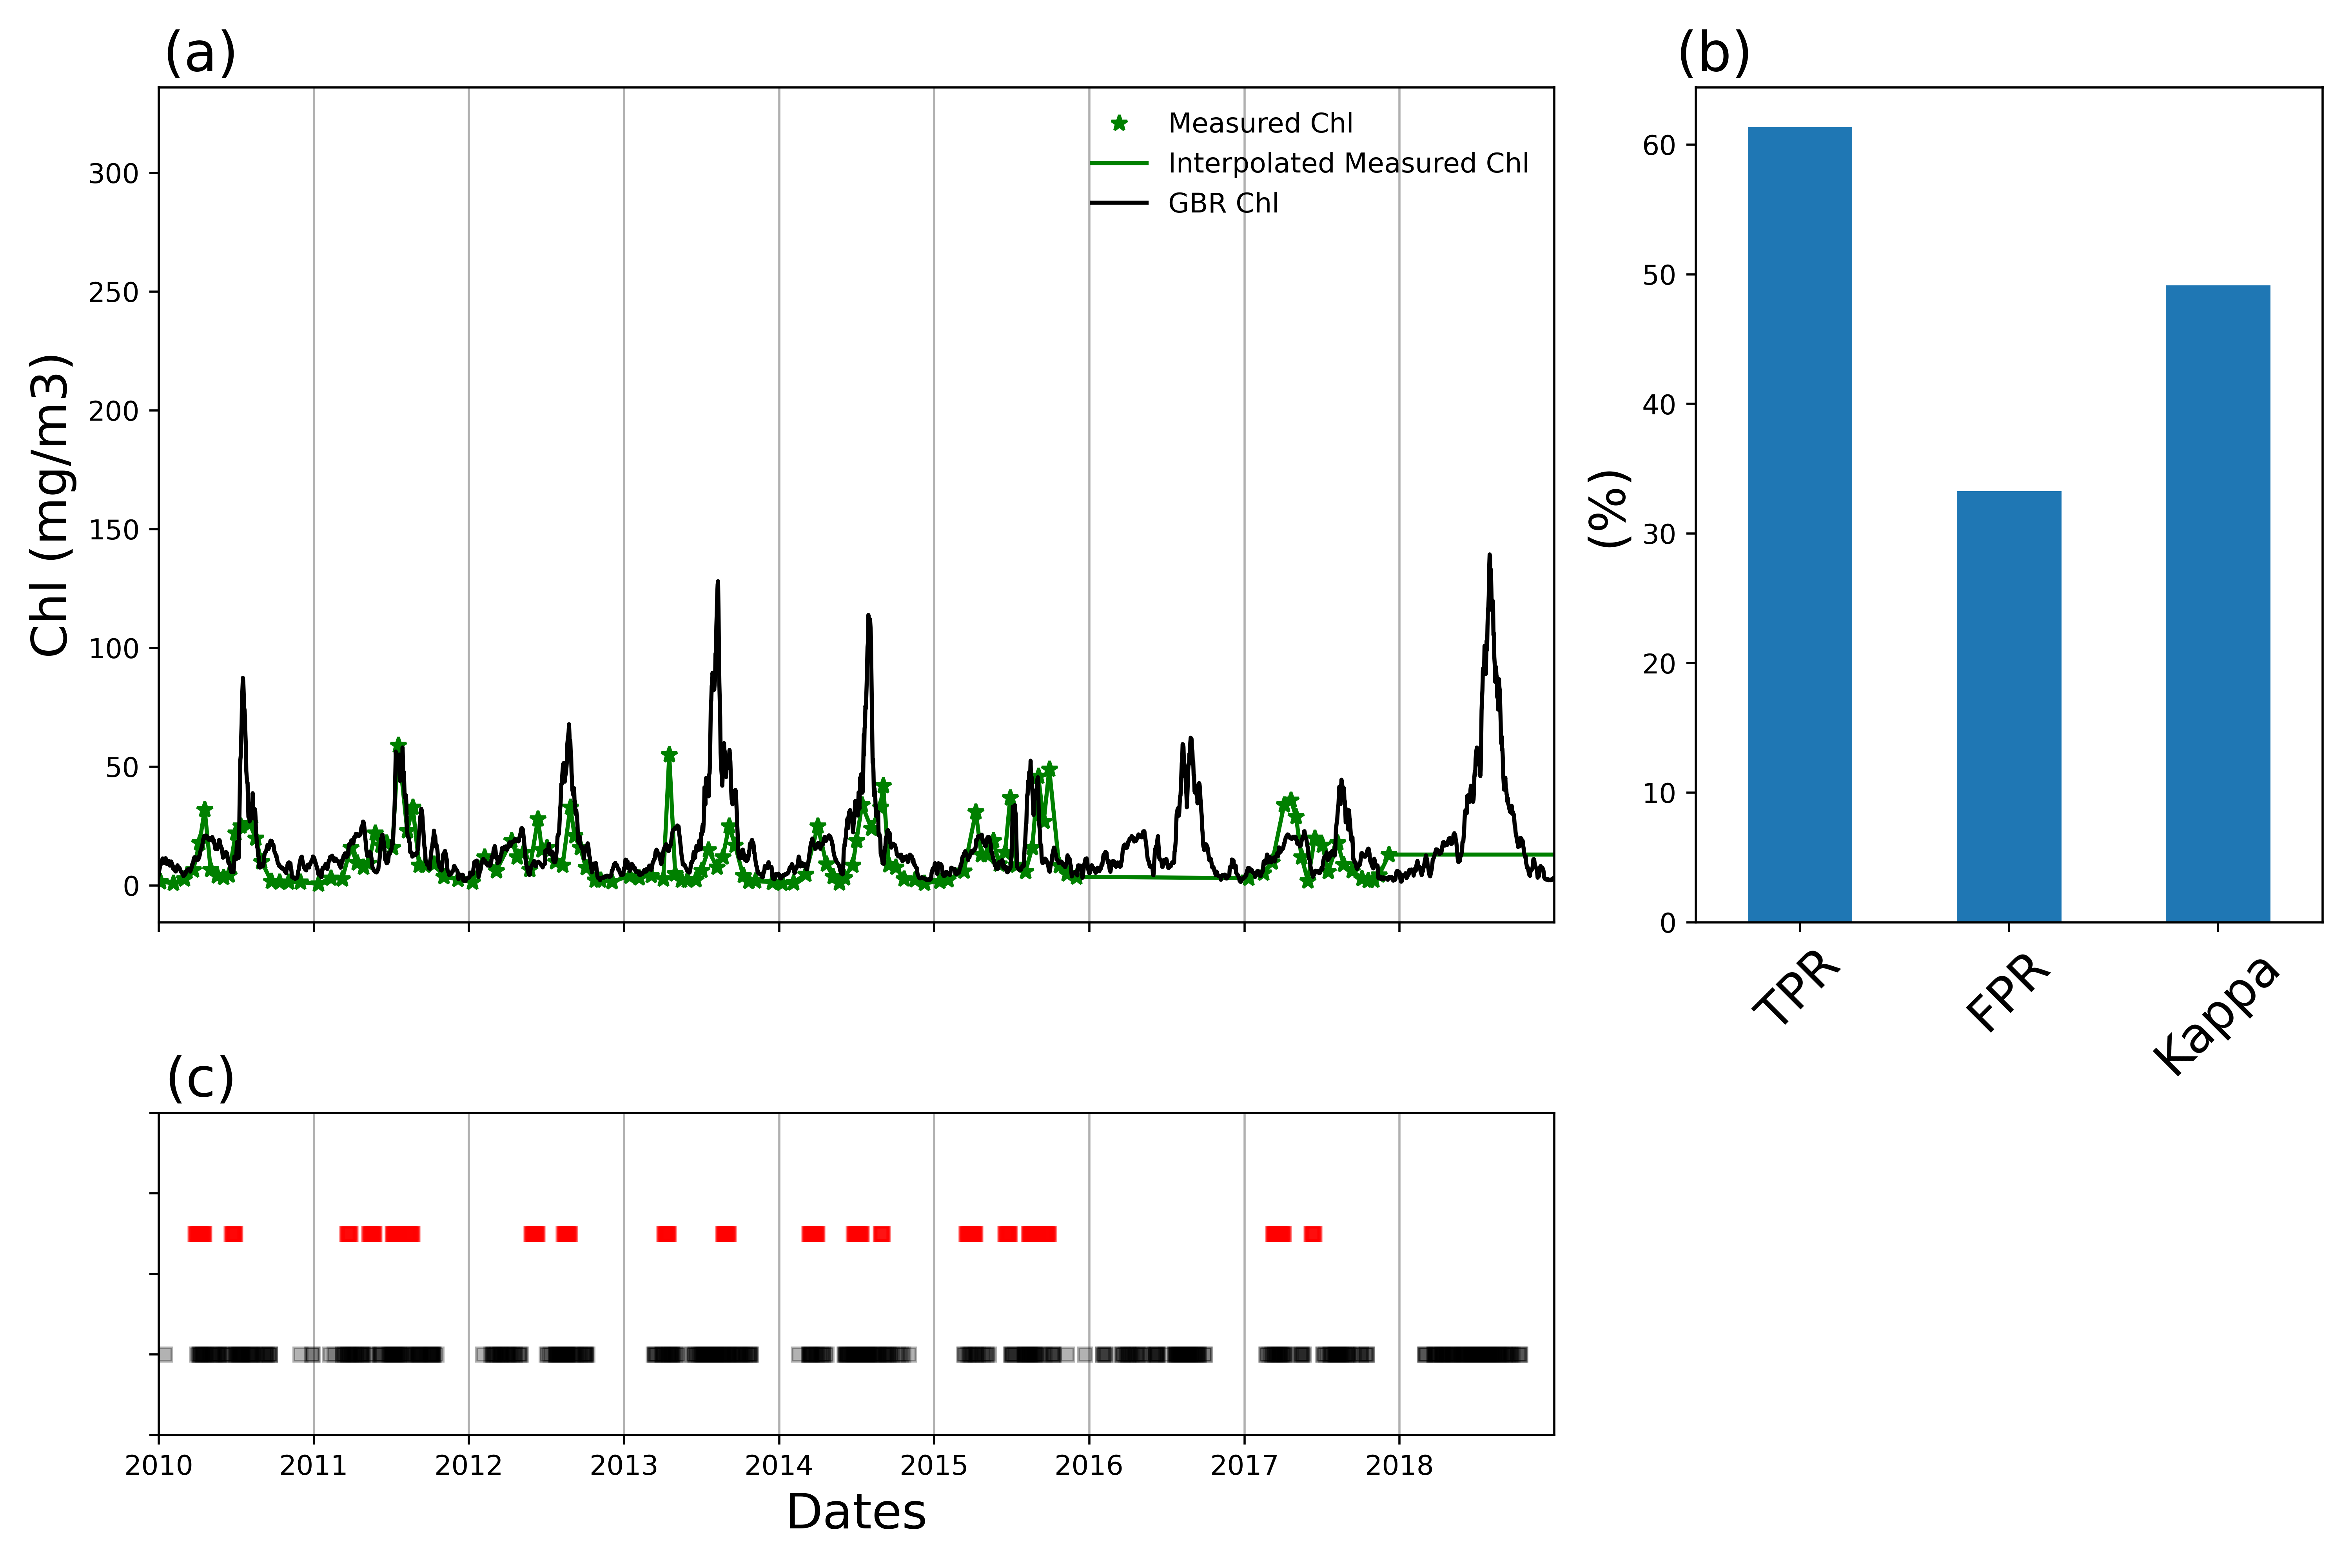 (a)
Chl (mg/m3)
300
250
200
150
100
50
0
Measured Chl
Interpolated Measured Chl
GBR Chl
(b)
(%)
60
50
40
30
20
10
0
TPR
FPR
Kappa
(c)
2010 2011 2012 2013 2014 2015 2016 2017 2018
Dates